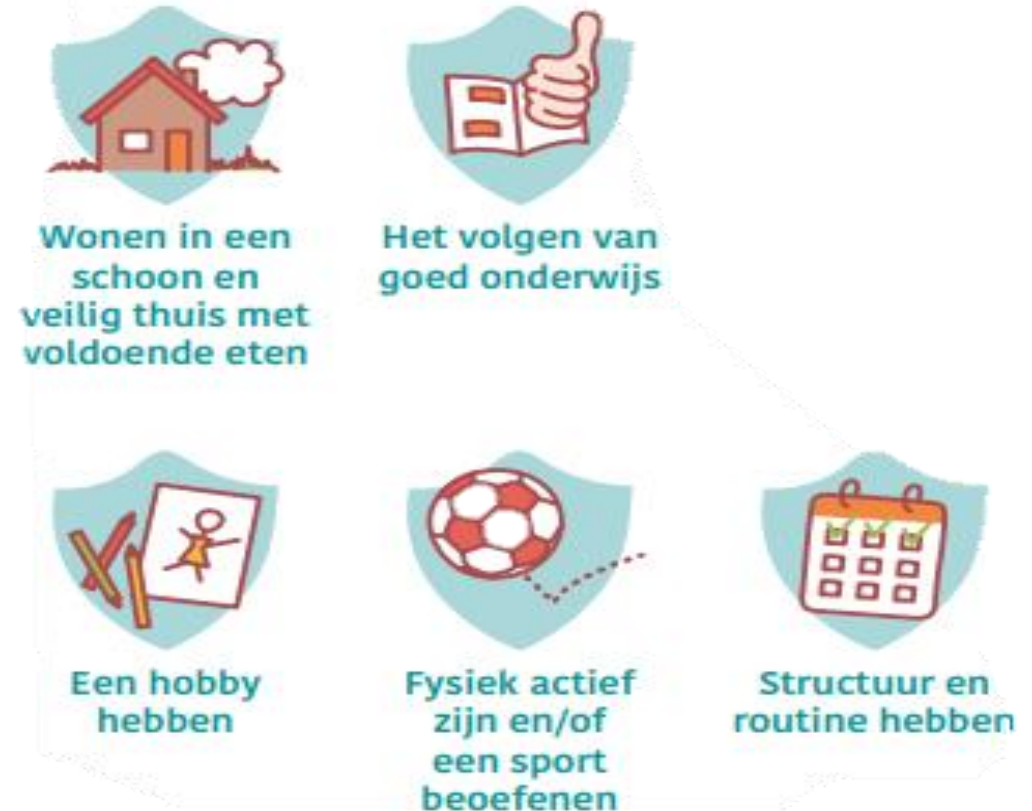 Wonen in een
schoon en
veilig thuis met
voldoende eten
Het volgen van
goed onderwijs
Een hobby
hebben
Fysiek actief
zijn en/of
een sport
beoefenen
Structuur en
routine hebben